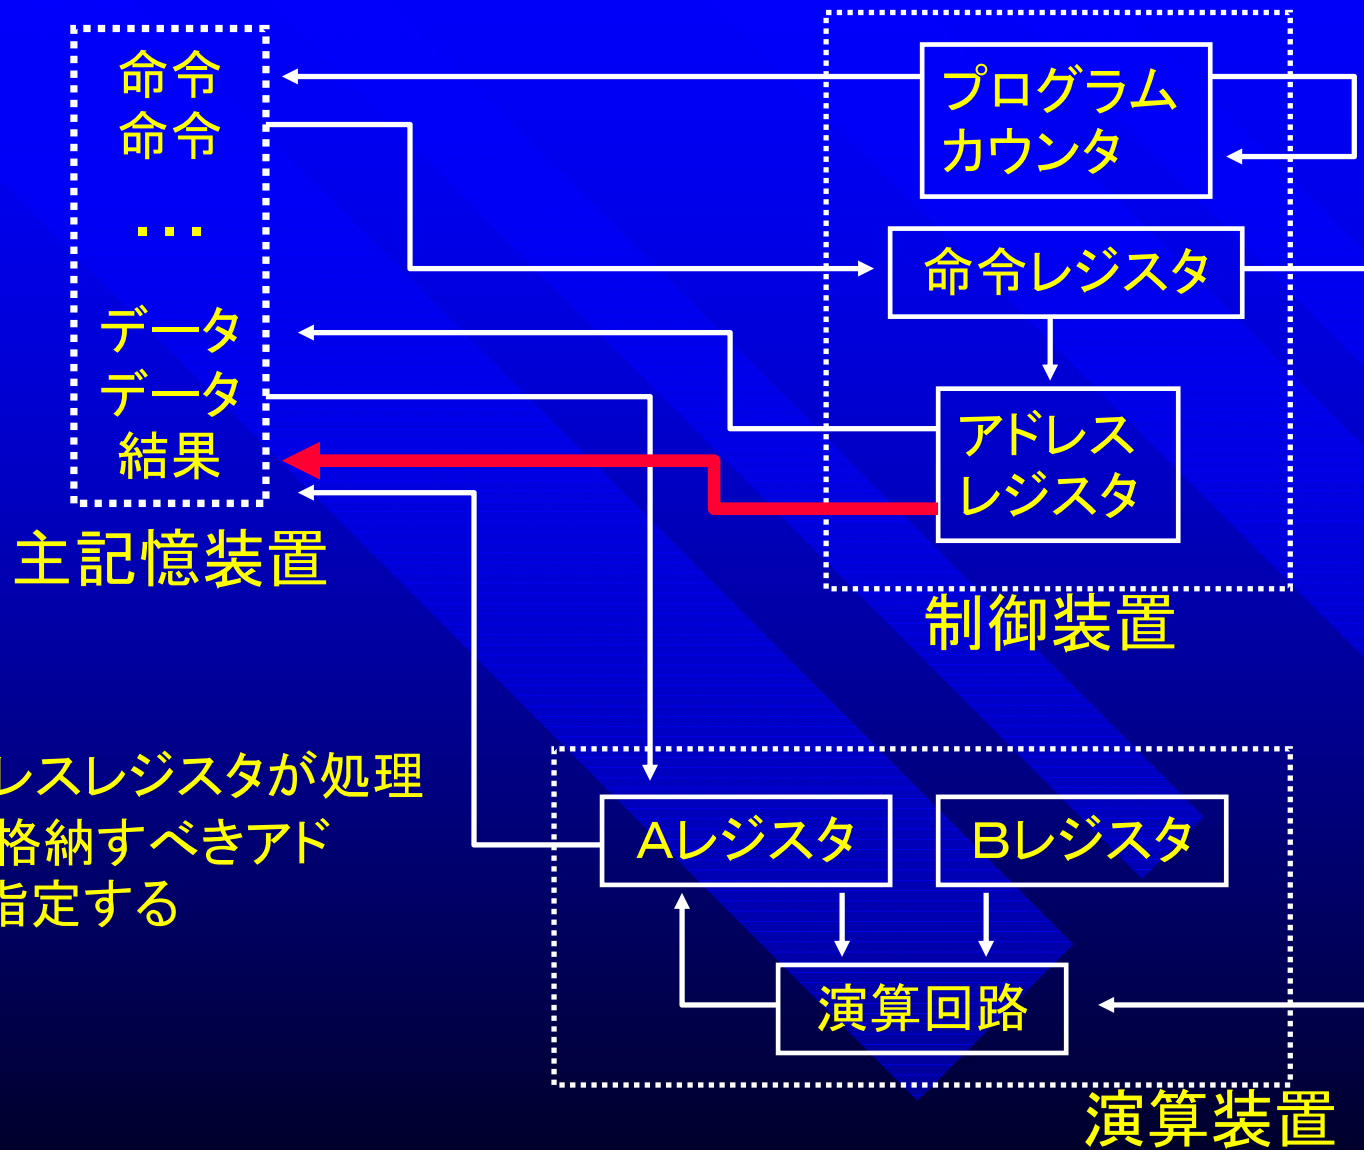 命令
命令
…
データ
データ
結果
主記憶装置
プログラム
カウンタ
命令レジスタ
アドレス
レジスタ
制御装置
レスレジスタが処理
格納すべきアド
指定する
Aレジスタ
Bレジスタ
演算回路
演算装置